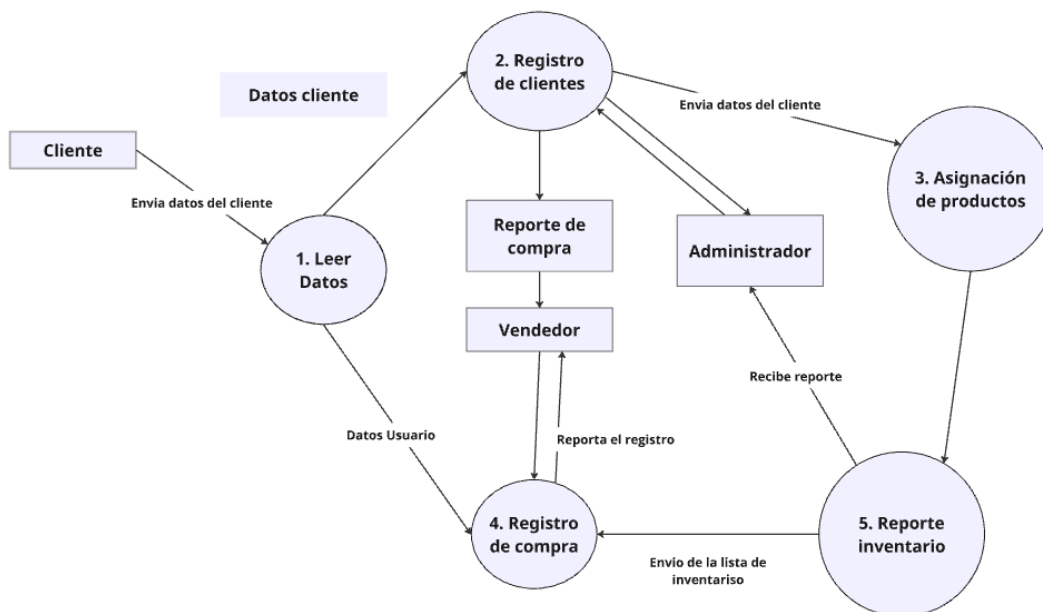 2. Registro
de clientes
Datos cliente
Envia datos del cliente
Cliente
3. Asignación
de productos
Envia datos del cliente
Reporte de
compra
Administrador
1. Leer
Datos
Vendedor
Recibe reporte
Datos Usuario
Reporta el registro
4. Registro
de compra
5. Reporte
inventario
Envio de la lista de
inventariso